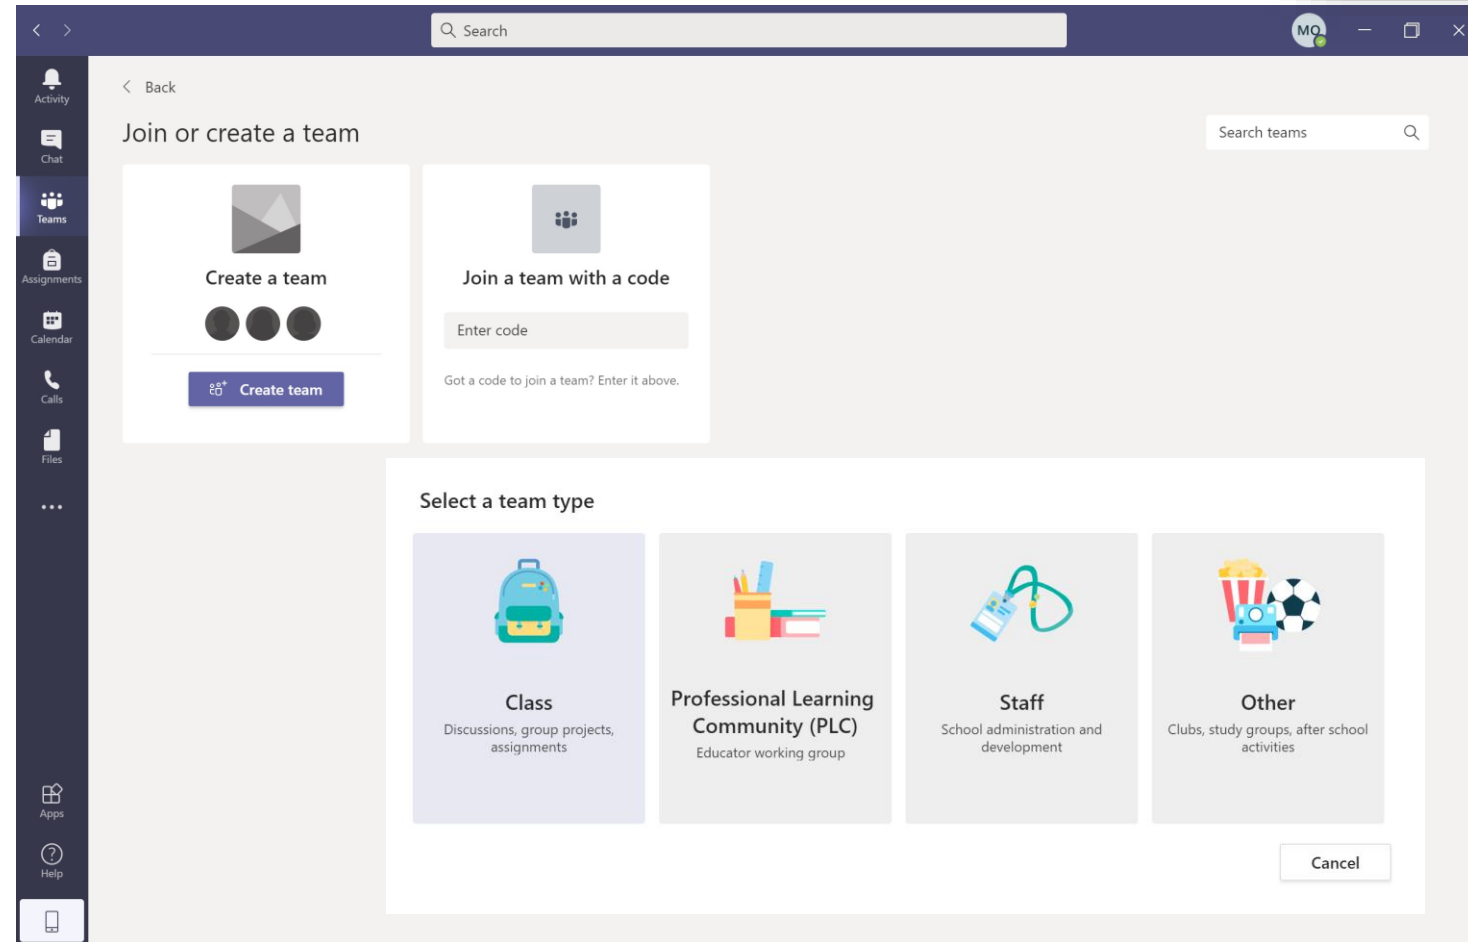 Search
MO
Activity
Chat
Teams
Assignments
Calendar
Calls
Files
Apps
Help
Back
Join or create a team
Search teams
Create a team
Create team
Join a team with a code
Enter code
Got a code to join a team? Enter it above.
Select a team type
Class
Discussions, group projects,
assignments
Professional Learning
Community (PLC)
Educator working group
Staff
School administration and
development
Other
Clubs, study groups, after school
activities
Cancel